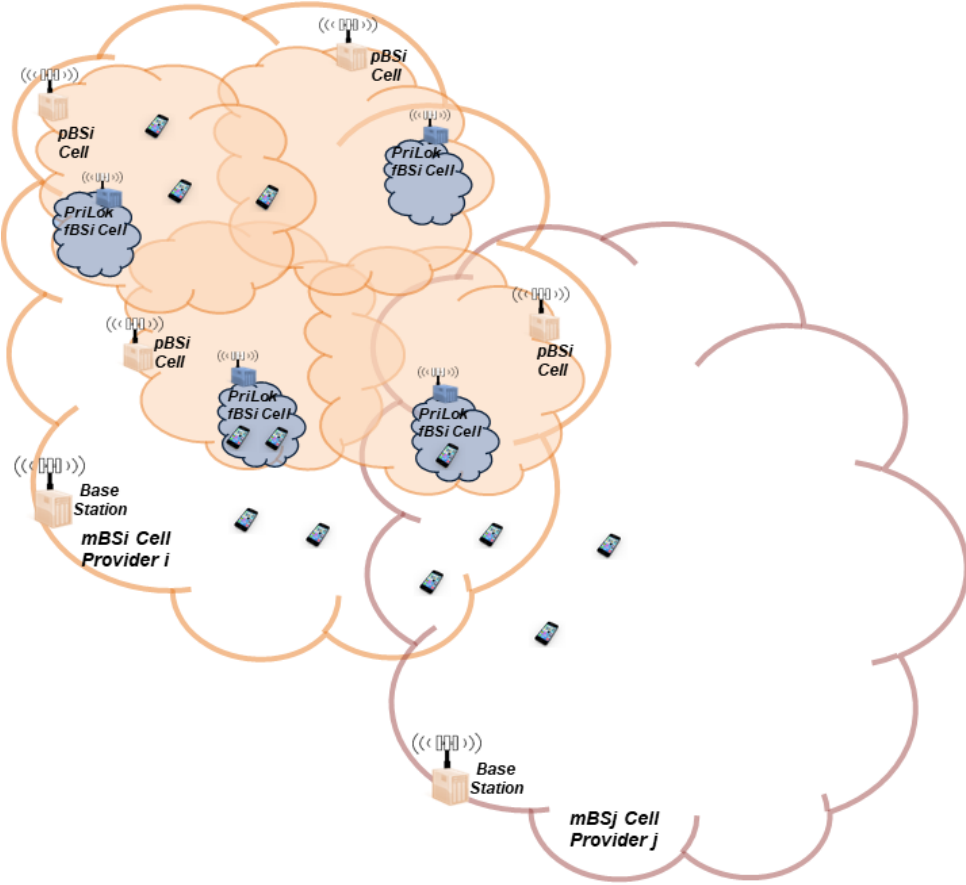 pBSi
Cell
pBSi
Cell
PriLok
fBSi Cell
PriLok
fBSi Cell
pBSi
Cell
pBSi
Cell
PriLok
fBSi Cell
PriLok
fBSi Cell
Base
Station
mBSi Cell
Provider i
Base
Station
mBSj Cell
Provider j